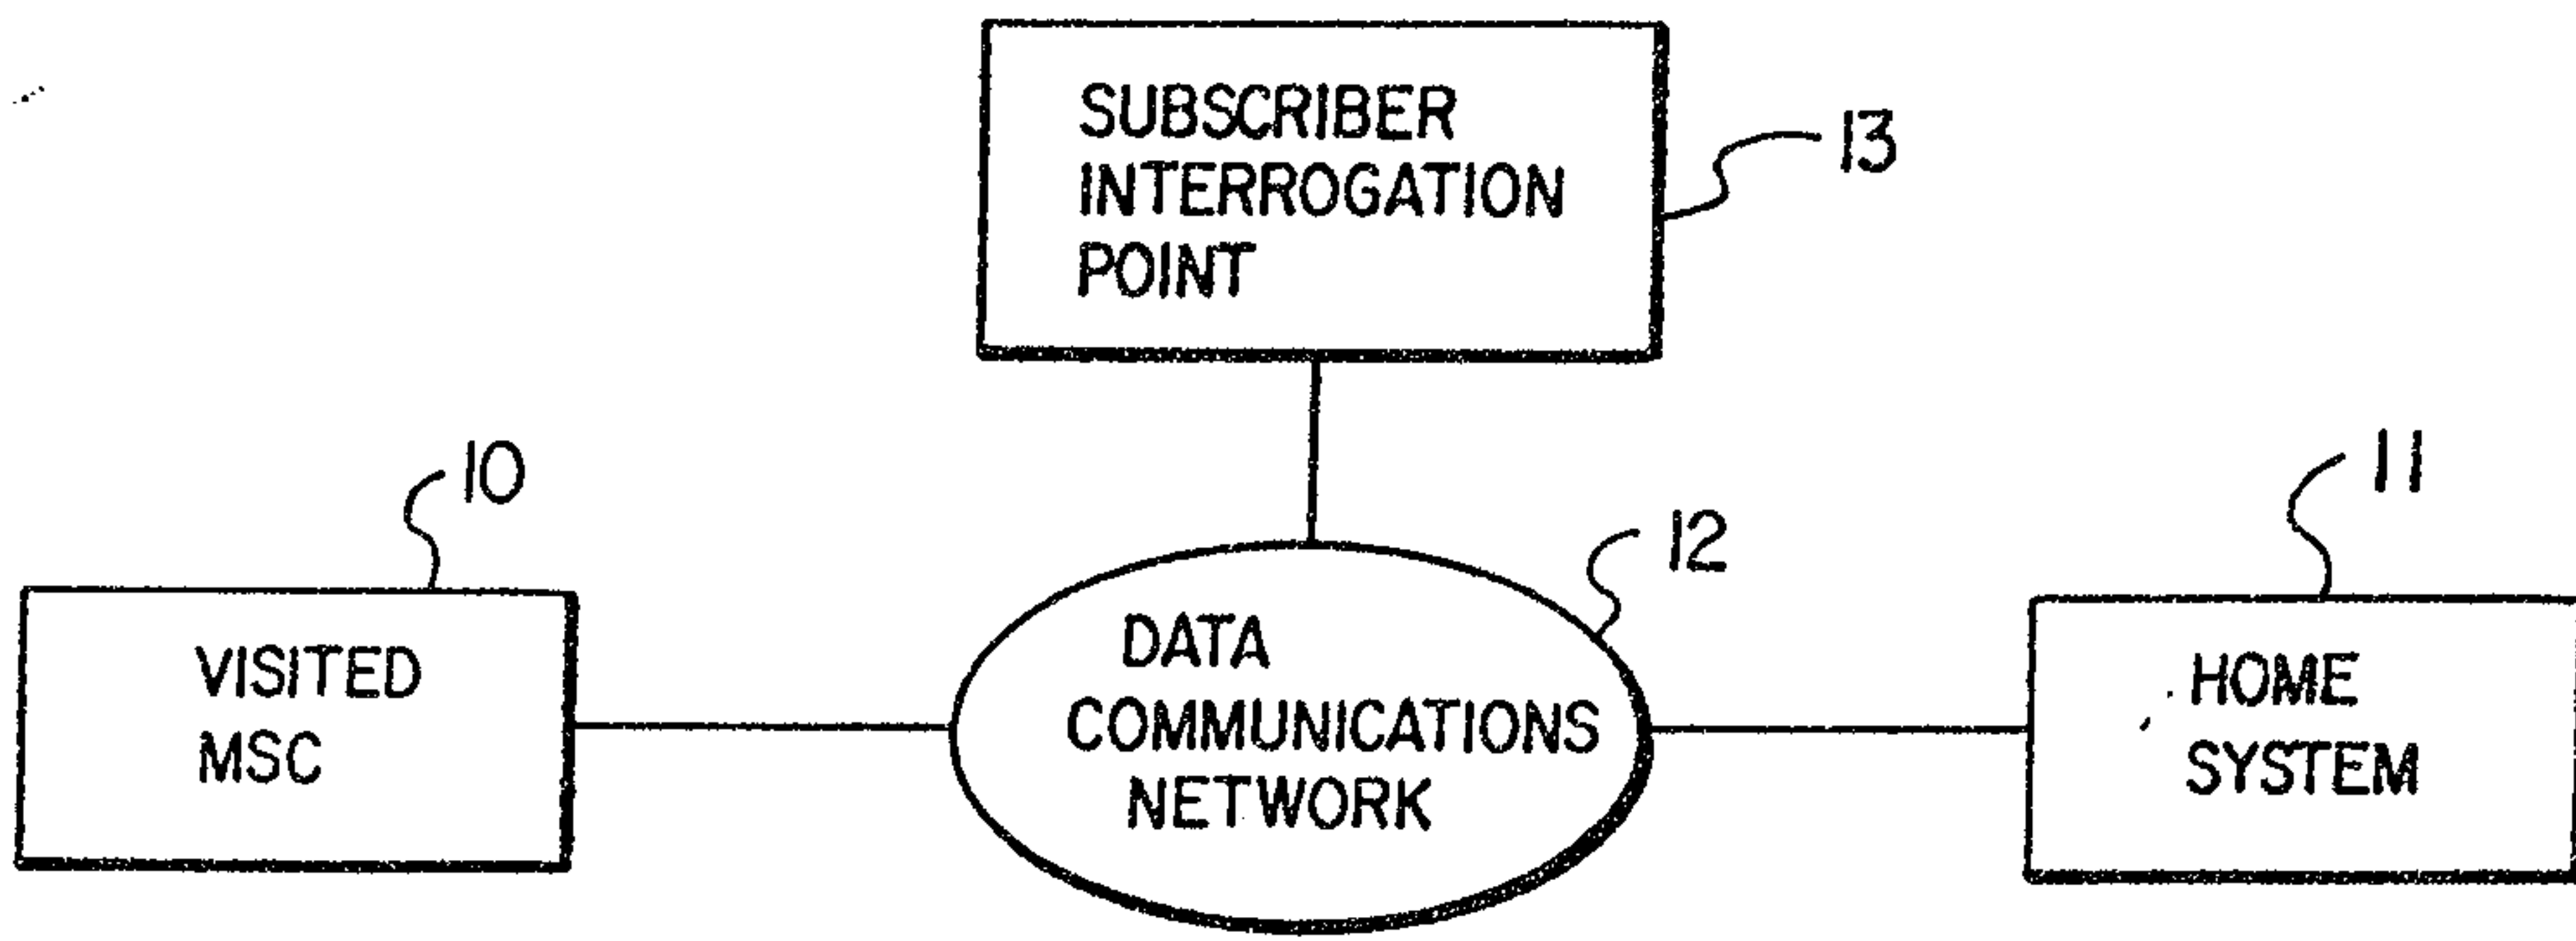 SUBSCRIBER
INTERROGATION
POINT
13
10
VISITED
MSC
12
DATA
COMMUNICATIONS
NETWORK
11
HOME
SYSTEM